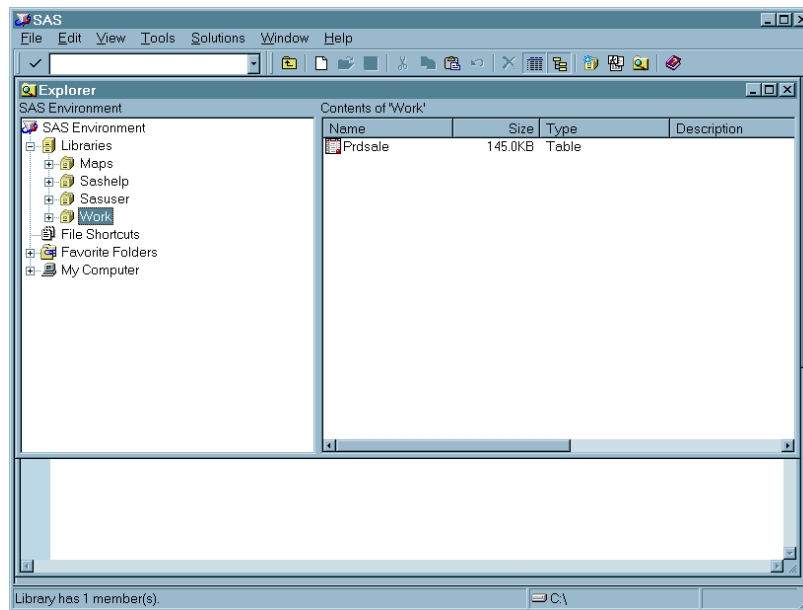 SAS
File Edit View Tools Solutions Window Help
Explorer
SAS Environment
Contents of 'Work'
SAS Environment
Libraries
Maps
Sashelp
Sasuser
Work
File Shortcuts
Favorite Folders
My Computer
Name Size Type Description
Prdsale 145.0KB Table
Library has 1 member(s).
C:\